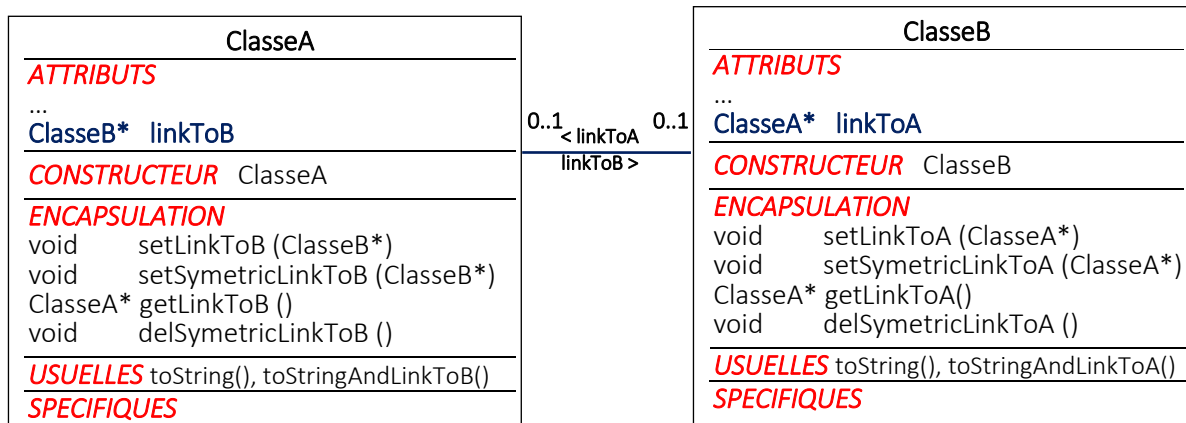 ClasseA
ATTRIBUTS
...
ClasseB* linkToB
CONSTRUCTEUR ClasseA
ENCAPSULATION
void setLinkToB (ClasseB*)
void setSymetricLinkToB (ClasseB*)
ClasseA* getLinkToB ()
void delSymetricLinkToB ()
USUELLES toString(), toStringAndLinkToB()
SPECIFIQUES
0..1 0..1
< linkToA
linkToB >
ClasseB
ATTRIBUTS
...
ClasseA* linkToA
CONSTRUCTEUR ClasseB
ENCAPSULATION
void setLinkToA (ClasseA*)
void setSymetricLinkToA (ClasseA*)
ClasseA* getLinkToA()
void delSymetricLinkToA ()
USUELLES toString(), toStringAndLinkToA()
SPECIFIQUES